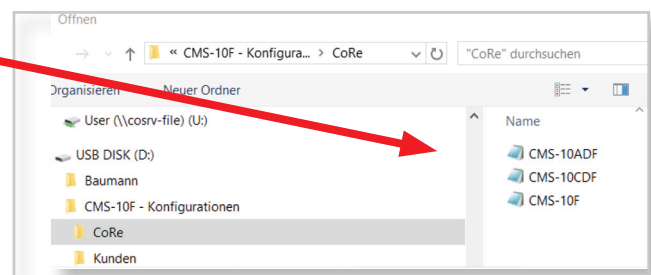 Öffnen
« CMS-10F - Konfigura... > CoRe
"CoRe" durchsuchen
Organisieren
Neuer Ordner
User (\\cosrv-file) (U:)
USB DISK (D:)
Baumann
CMS-10F - Konfigurationen
CoRe
Kunden
Name
CMS-10ADF
CMS-10CDF
CMS-10F